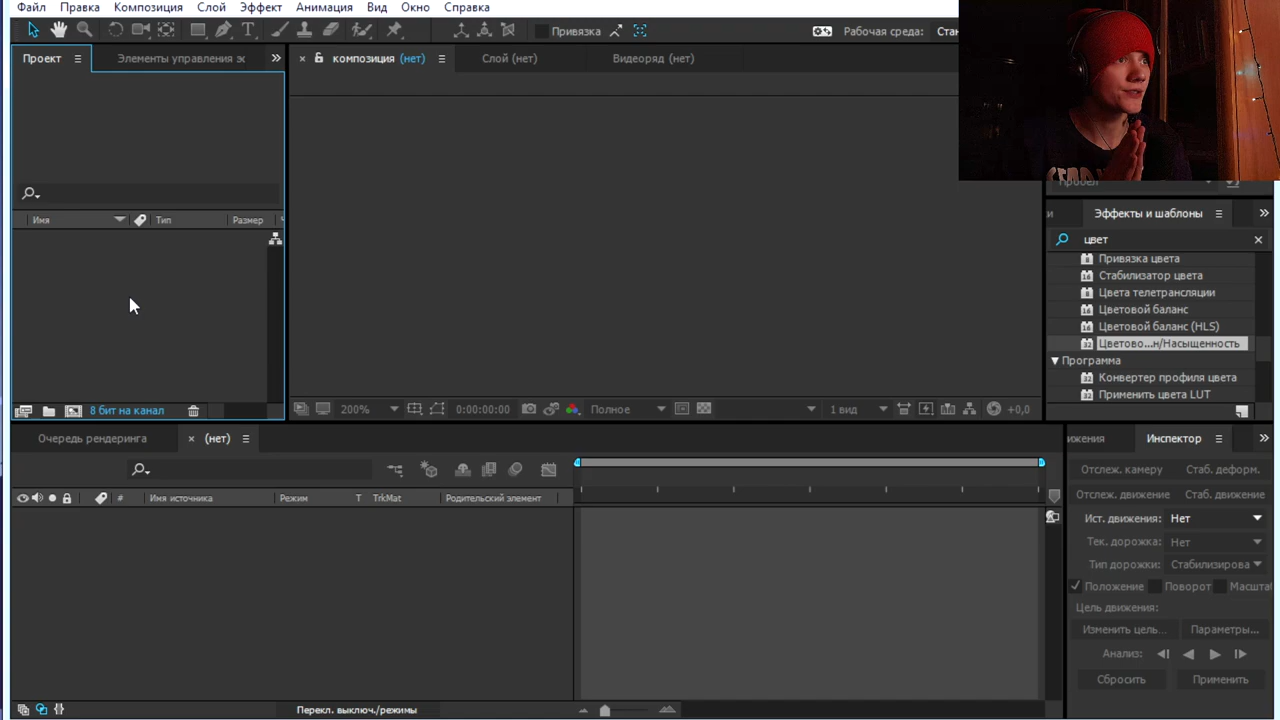 Файл Правка Композиция Слой Эффект Анимация Вид Окно Справка
Привязка Рабочая среда: Стан
Проект Элементы управления эс композиция (нет) Слой (нет) Видеоряд (нет)
Эффекты и шаблоны
цвет
Имя Тип Размер
Привязка цвета
Стабилизатор цвета
Цвета телетрансляции
Цветовой баланс
Цветовой баланс (HLS)
Цветово...н/Насыщенность
Программа
Конвертер профиля цвета
Применить цвета LUT
8 бит на канал 200% 0:00:00:00 Полное 1 вид +0,0
Очередь рендеринга (нет)
ижения Инспектор
Отслеж. камеру Стаб. деформ.
Отслеж. движение Стаб. движение
# Имя источника Режим T TrkMat Родительский элемент
Ист. движения: Нет
Тек. дорожка: Нет
Тип дорожки: Стабилизирова
Положение Поворот Масшта
Цель движения:
Изменить цель... Параметры...
Анализ:
Сбросить Применить
Перекл. выключ./режимы